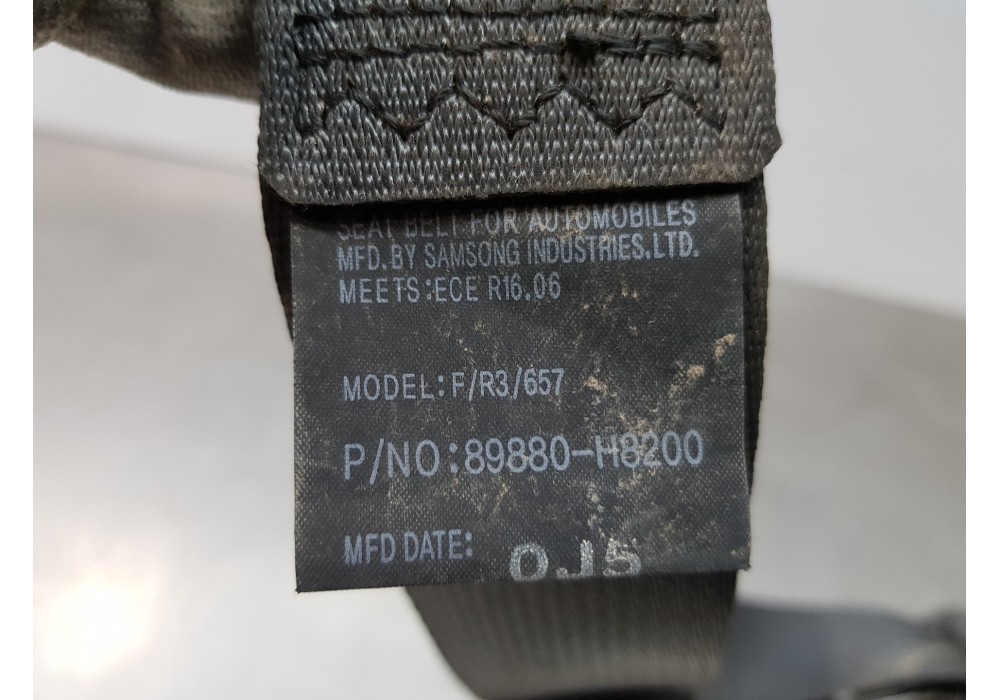 SEAT BELT FOR AUTOMOBILES
MFD.BY SAMSONG INDUSTRIES.LTD.
MEETS:ECE R16.06
MODEL:F/R3/657
P/NO:89880-H8200
MFD DATE: 0J5